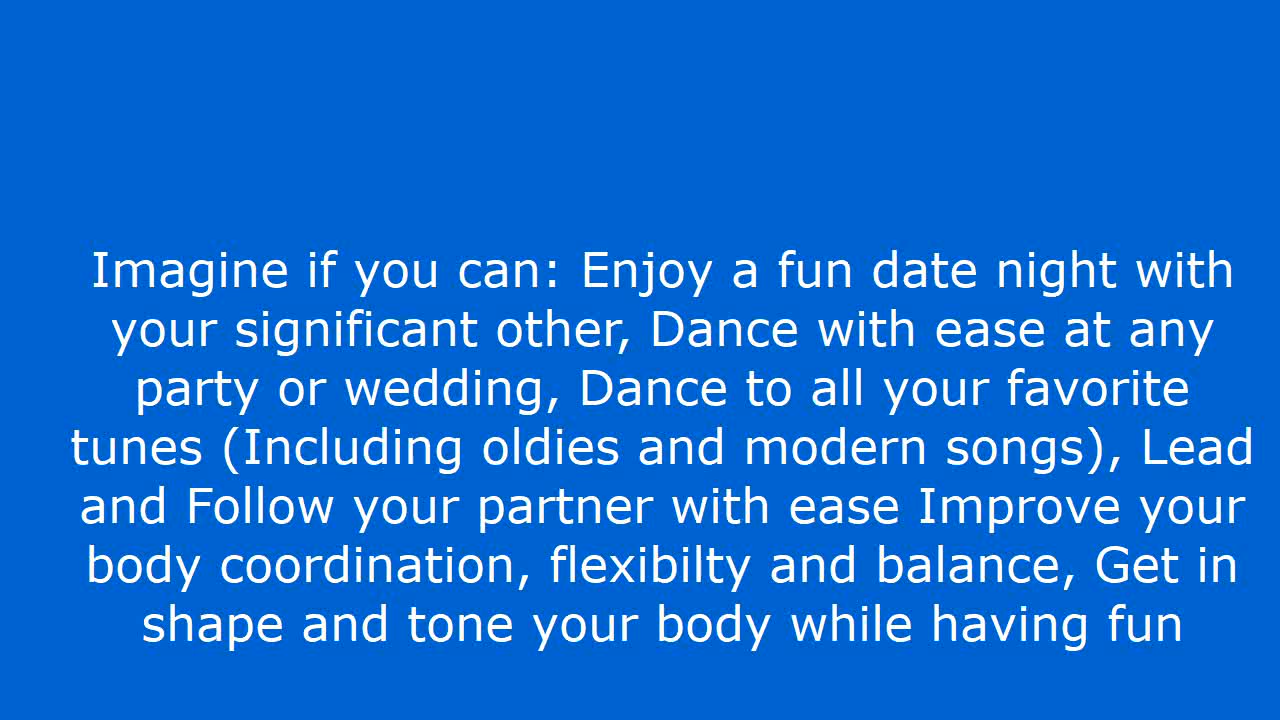 Imagine if you can: Enjoy a fun date night with
your significant other, Dance with ease at any
party or wedding, Dance to all your favorite
tunes (Including oldies and modern songs), Lead
and Follow your partner with ease Improve your
body coordination, flexibilty and balance, Get in
shape and tone your body while having fun